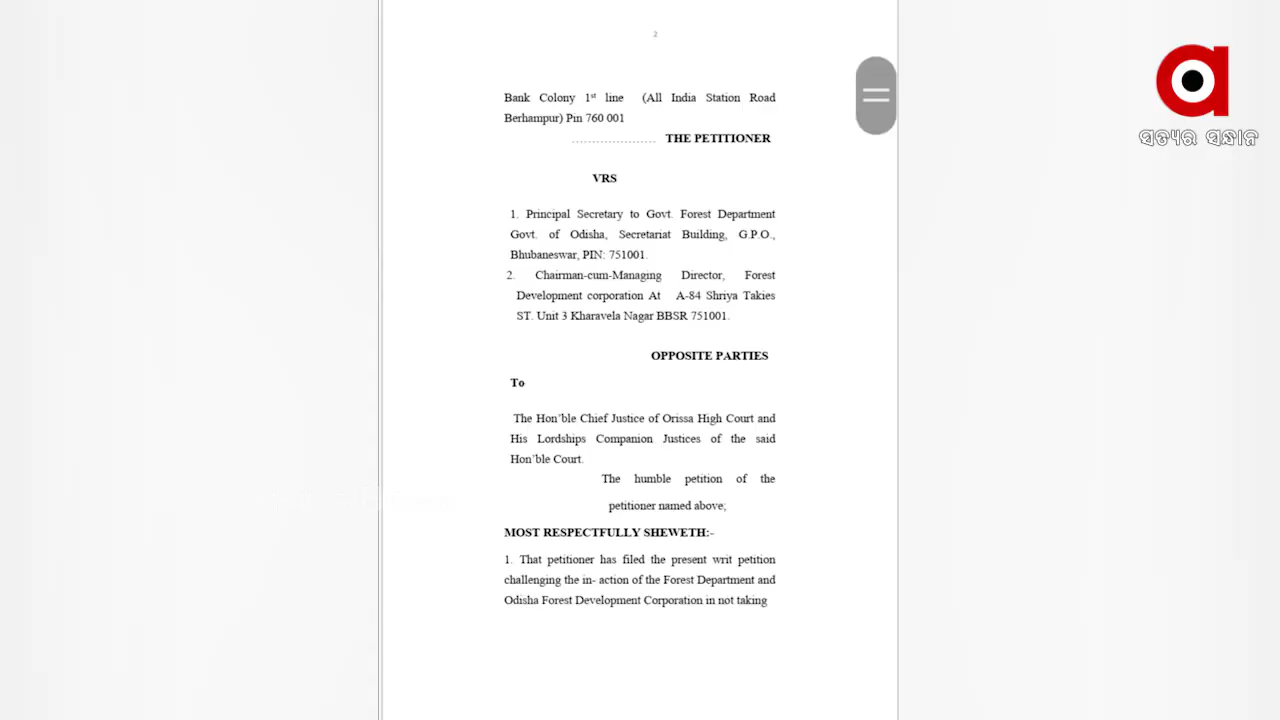 2
Bank Colony 1st line (All India Station Road
Berhampur) Pin 760 001
..................... THE PETITIONER
VRS
1. Principal Secretary to Govt. Forest Department
Govt. of Odisha, Secretariat Building, G.P.O.,
Bhubaneswar, PIN: 751001.
2. Chairman-cum-Managing Director, Forest
Development corporation At A-84 Shriya Takies
ST. Unit 3 Kharavela Nagar BBSR 751001.
OPPOSITE PARTIES
To
The Hon'ble Chief Justice of Orissa High Court and
His Lordships Companion Justices of the said
Hon'ble Court.
The humble petition of the
petitioner named above;
MOST RESPECTFULLY SHEWETH:-
1. That petitioner has filed the present writ petition
challenging the in- action of the Forest Department and
Odisha Forest Development Corporation in not taking
a
ସତ୍ୟର ସନ୍ଧାନ